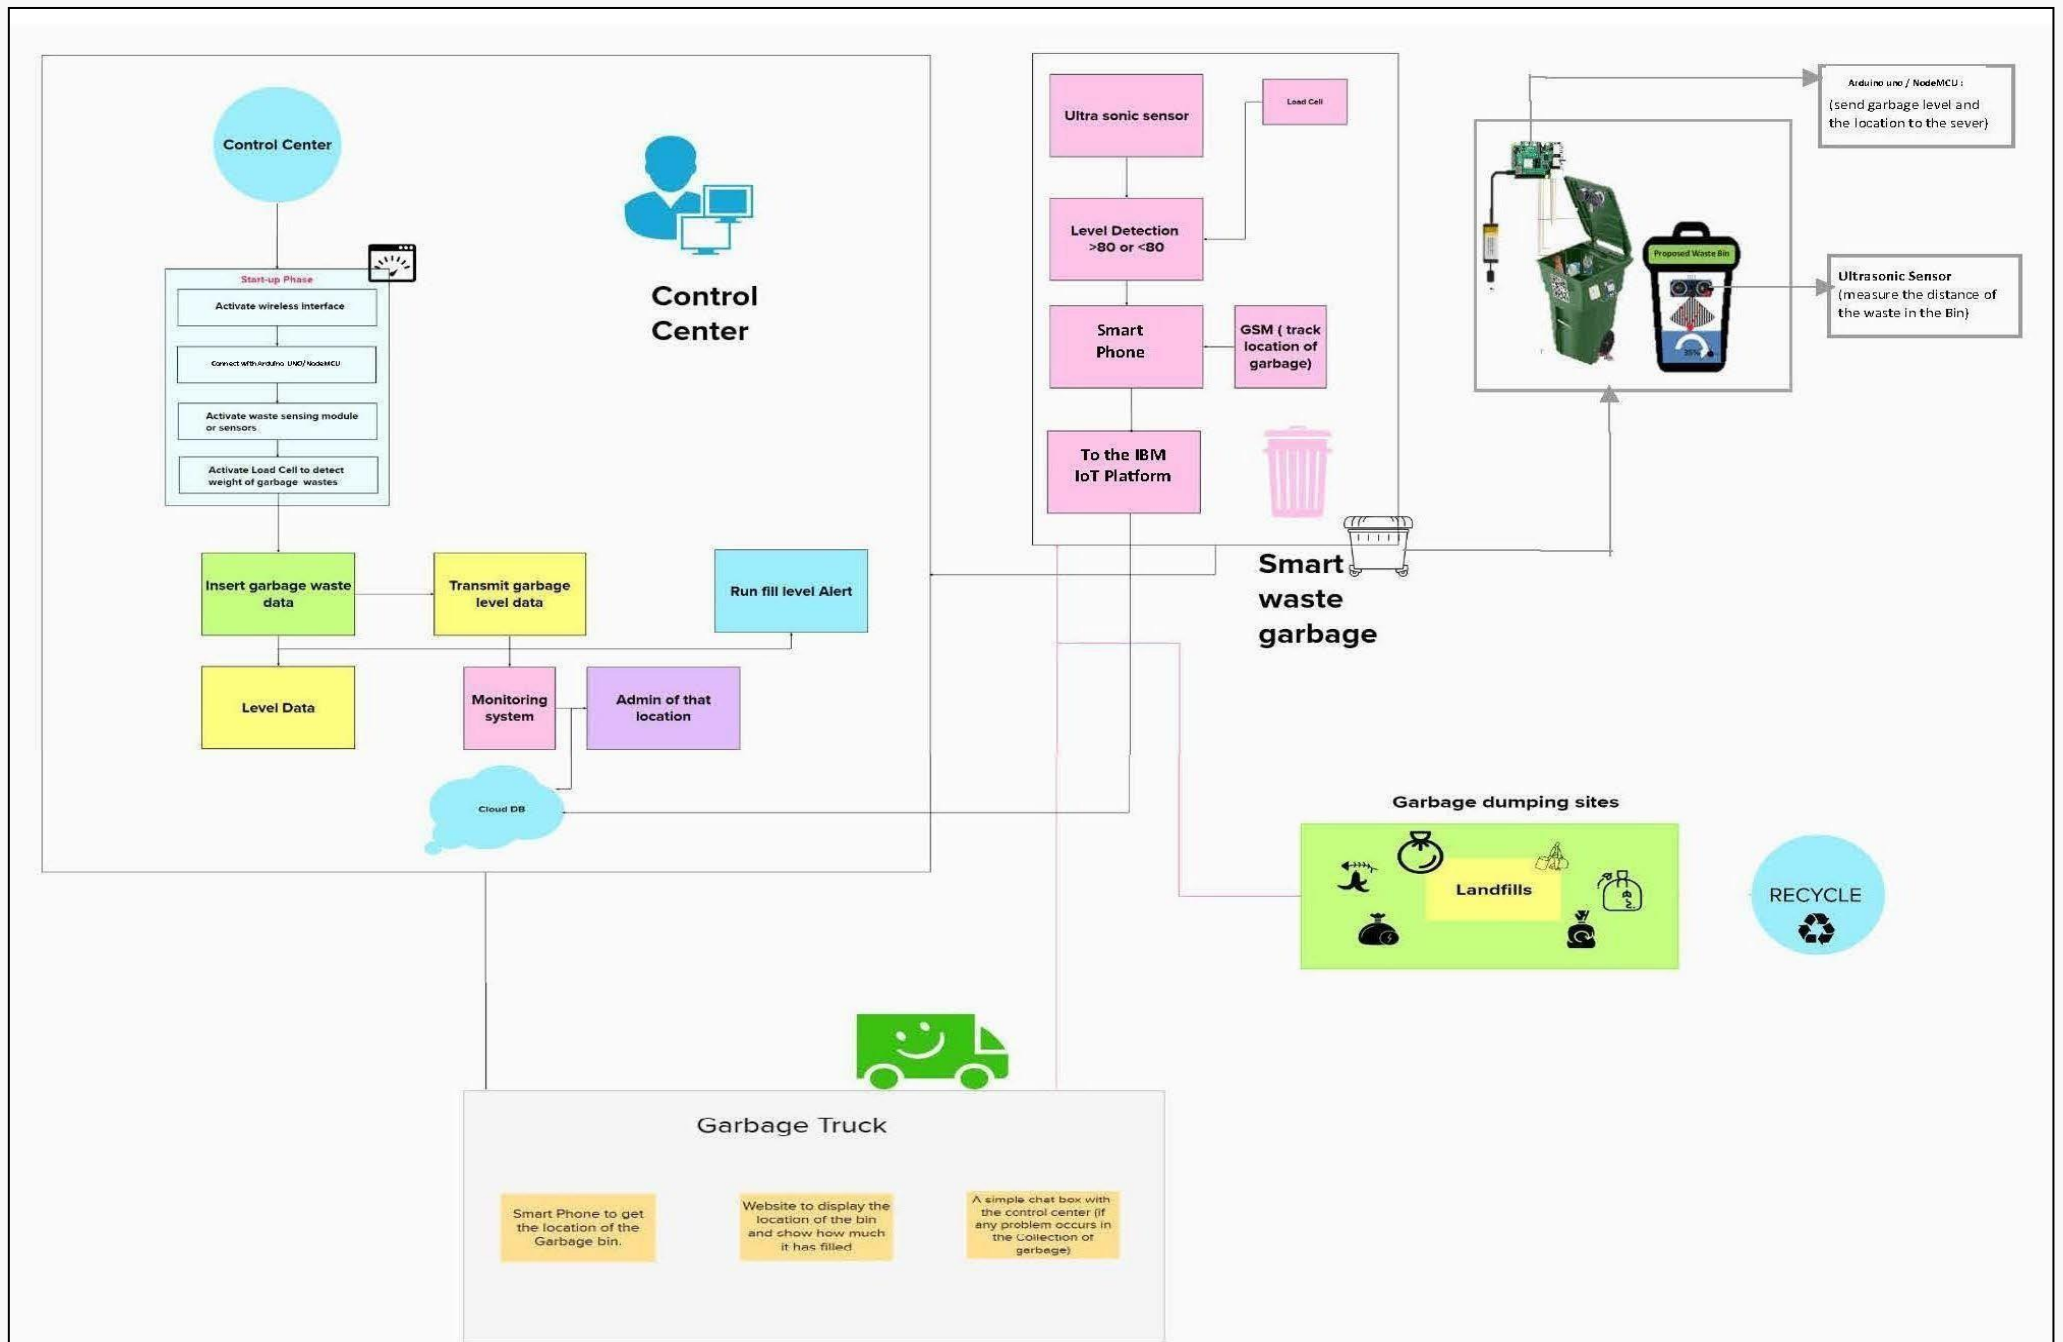 Control Center
Start-up Phase
Activate wireless interface
Connect with Arduino UNO/ NodeMCU
Activate waste sensing module
or sensors
Activate Load Cell to detect
weight of garbage wastes
Control
Center
Insert garbage waste
data
Transmit garbage
level data
Run fill level Alert
Level Data
Monitoring
system
Admin of that
location
Cloud DB
Ultra sonic sensor
Load Cell
Level Detection
>80 or <80
Smart
Phone
GSM ( track
location of
garbage)
To the IBM
IoT Platform
Smart
waste
garbage
Arduino uno / NodeMCU :
(send garbage level and
the location to the sever)
Proposed Waste Bin
35%
Ultrasonic Sensor
(measure the distance of
the waste in the Bin)
Garbage dumping sites
Landfills
RECYCLE
Garbage Truck
Smart Phone to get
the location of the
Garbage bin.
Website to display the
location of the bin
and show how much
it has filled
A simple chat box with
the control center (if
any problem occurs in
the Collection of
garbage)